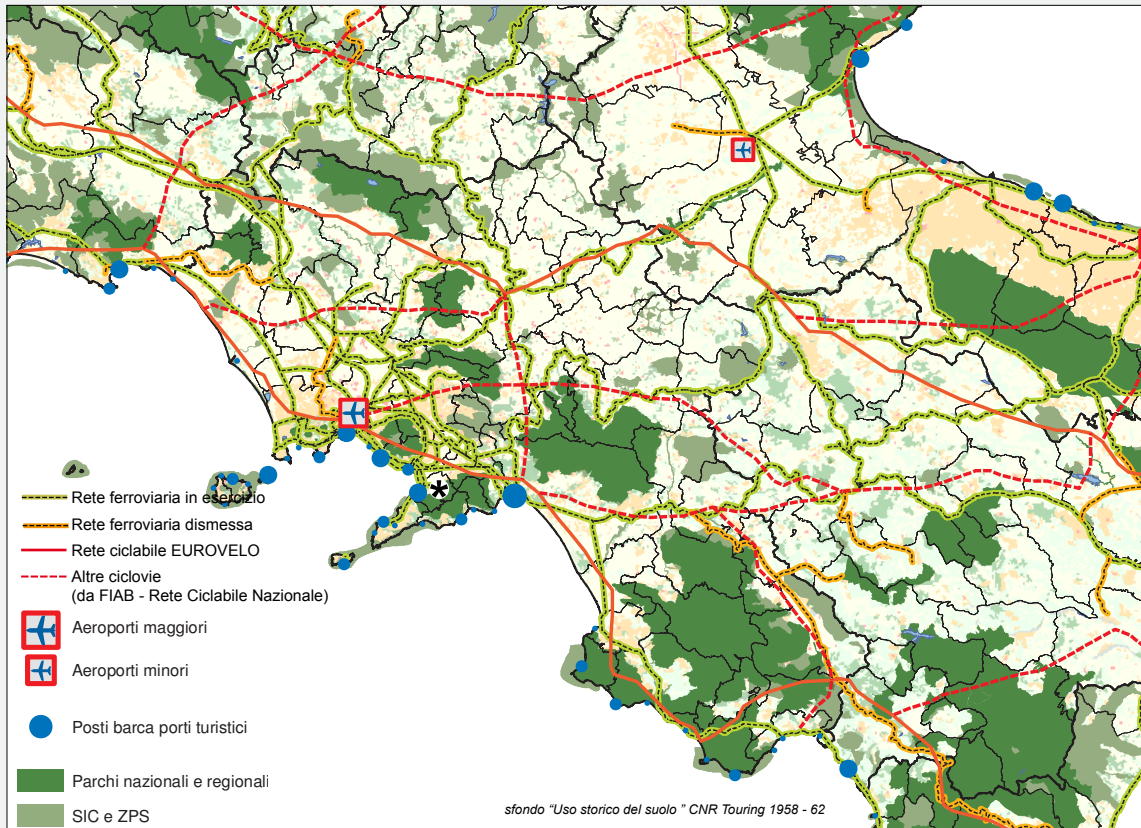 Rete ferroviaria in esercizio
Rete ferroviaria dismessa
Rete ciclabile EUROVELO
Altre ciclovie
(da FIAB - Rete Ciclabile Nazionale)
Aeroporti maggiori
Aeroporti minori
Posti barca porti turistici
Parchi nazionali e regionali
SIC e ZPS
sfondo “Uso storico del suolo ” CNR Touring 1958 - 62
*